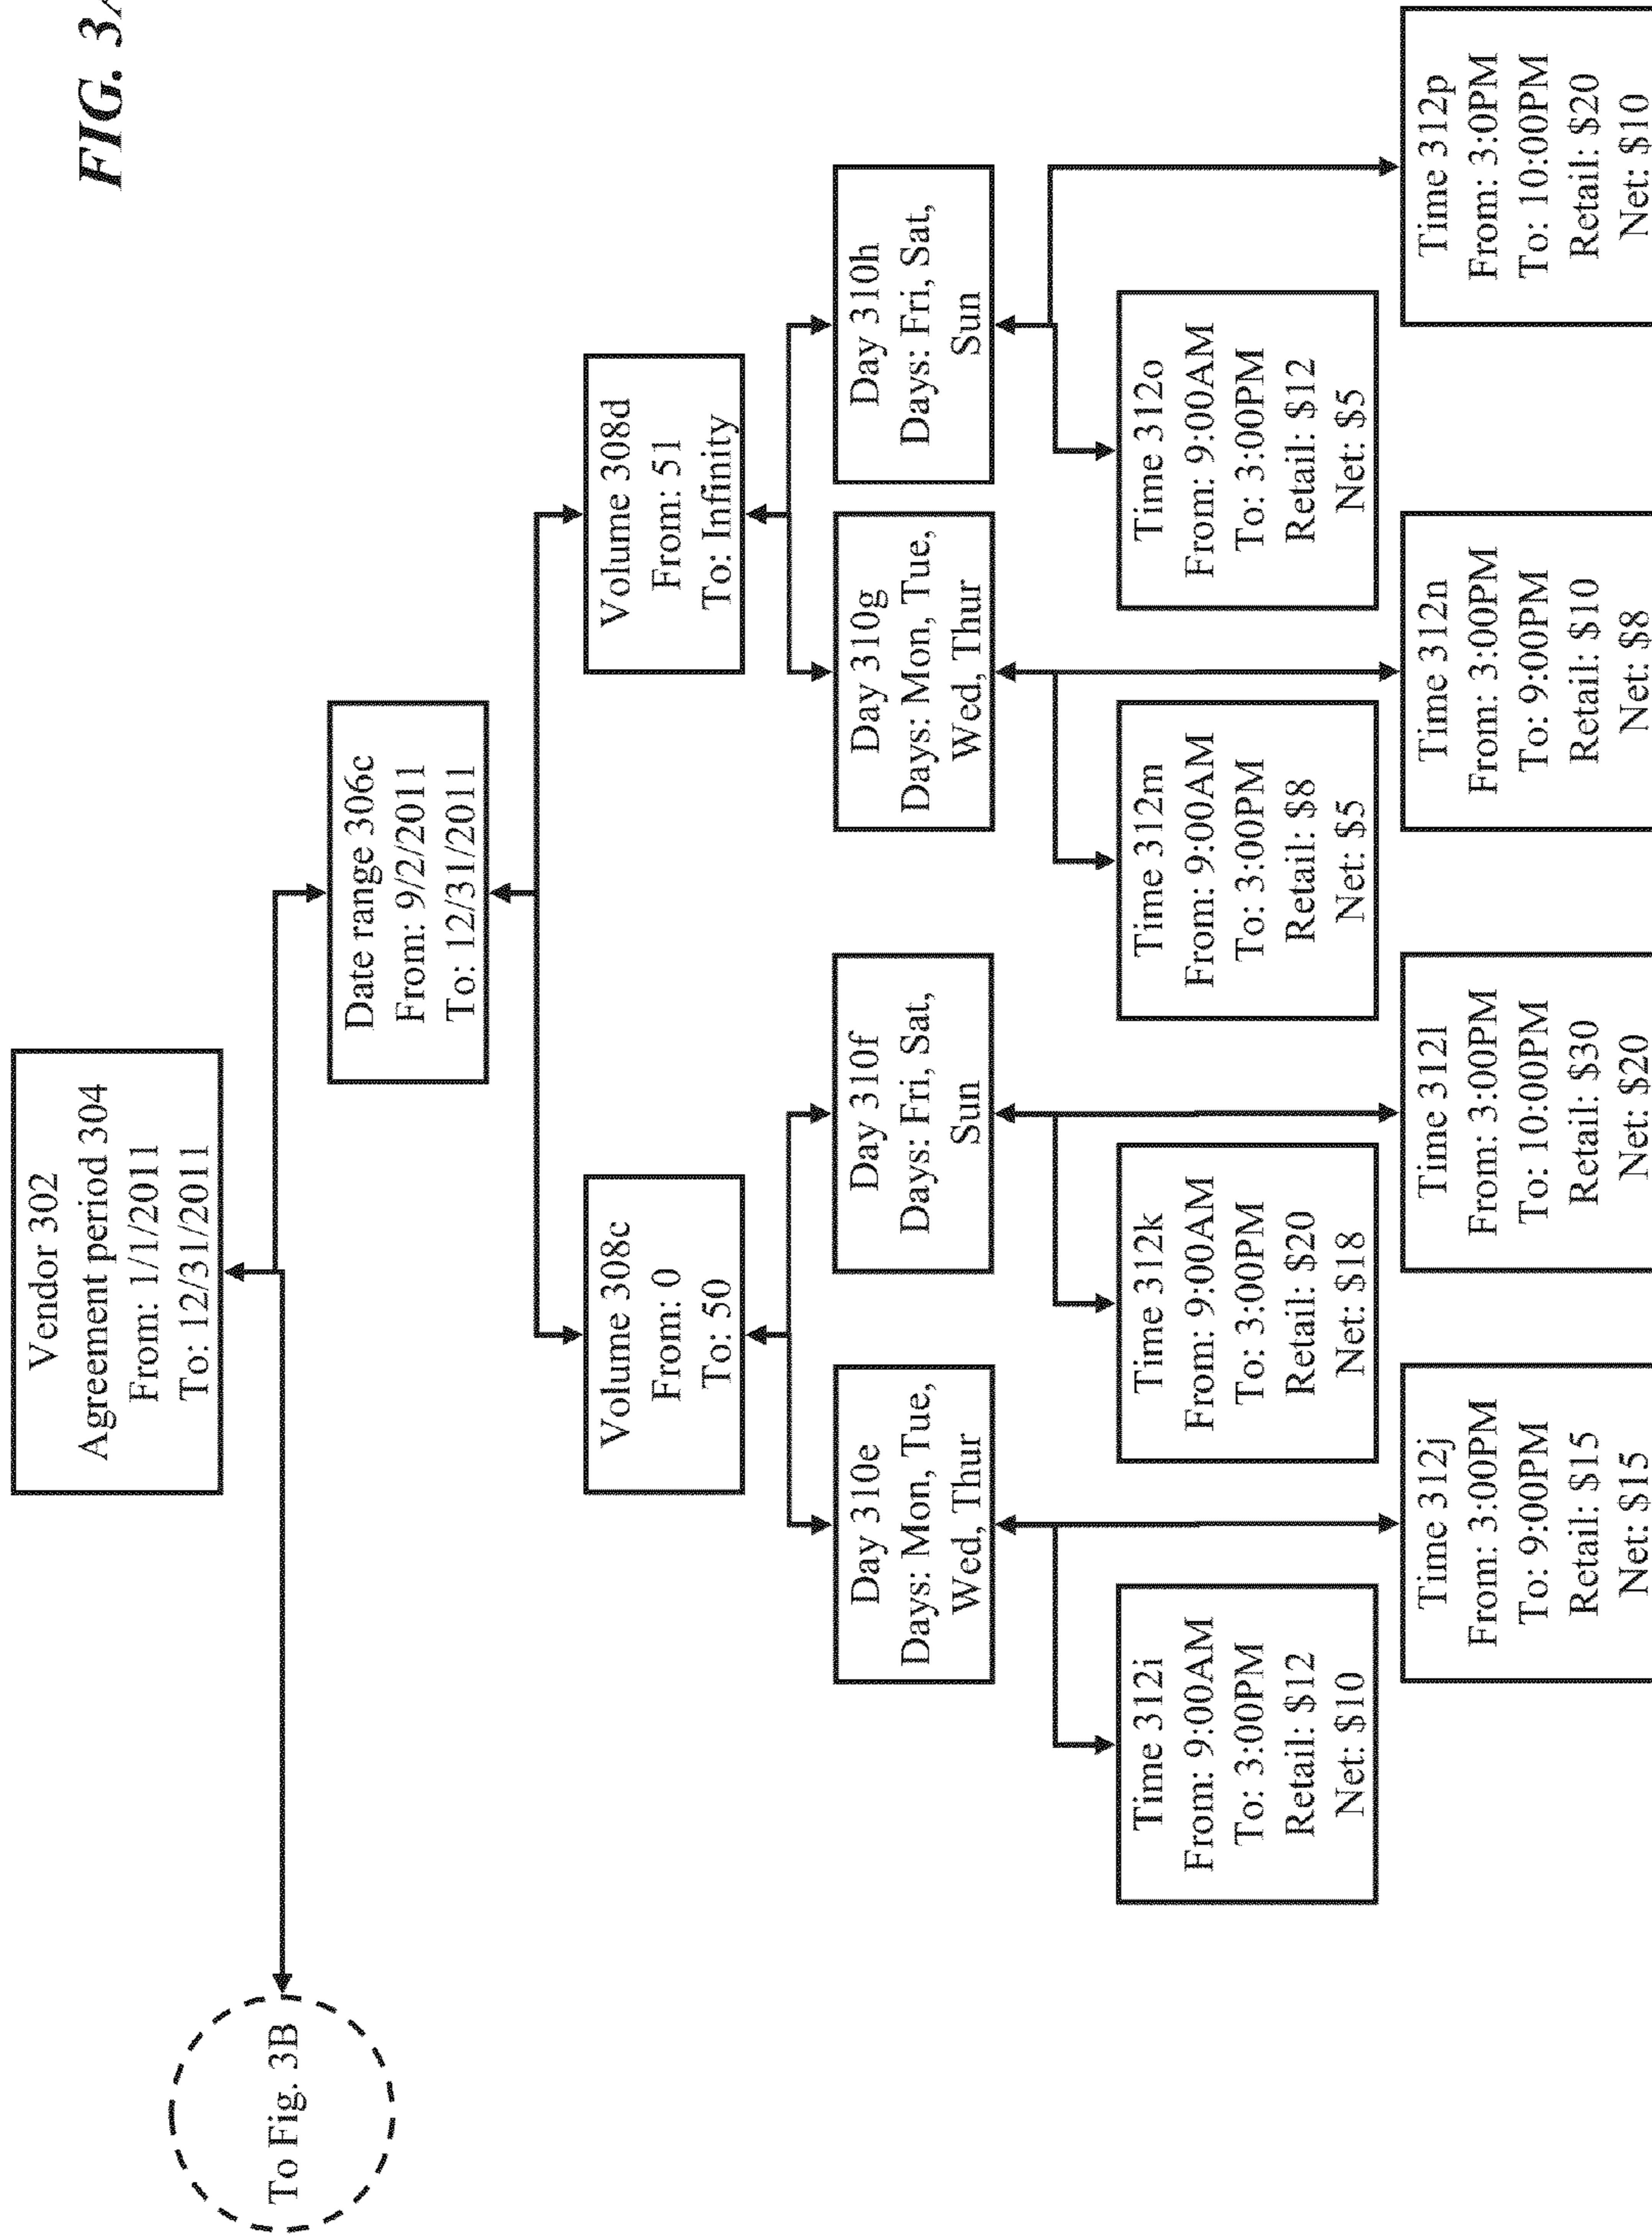 FIG. 3A
Vendor 302
Agreement period 304
From: 1/1/2011
To: 12/31/2011
To Fig. 3B
Date range 306c
From: 9/2/2011
To: 12/31/2011
Volume 308c
From: 0
To: 50
Volume 308d
From: 51
To: Infinity
Day 310e
Days: Mon, Tue,
Wed, Thur
Day 310f
Days: Fri, Sat,
Sun
Day 310g
Days: Mon, Tue,
Wed, Thur
Day 310h
Days: Fri, Sat,
Sun
Time 312i
From: 9:00AM
To: 3:00PM
Retail: $12
Net: $10
Time 312k
From: 9:00AM
To: 3:00PM
Retail: $20
Net: $18
Time 312m
From: 9:00AM
To: 3:00PM
Retail: $8
Net: $5
Time 312o
From: 9:00AM
To: 3:00PM
Retail: $12
Net: $5
Time 312j
From: 3:00PM
To: 9:00PM
Retail: $15
Net: $15
Time 312l
From: 3:00PM
To: 10:00PM
Retail: $30
Net: $20
Time 312n
From: 3:00PM
To: 9:00PM
Retail: $10
Net: $8
Time 312p
From: 3:0PM
To: 10:00PM
Retail: $20
Net: $10